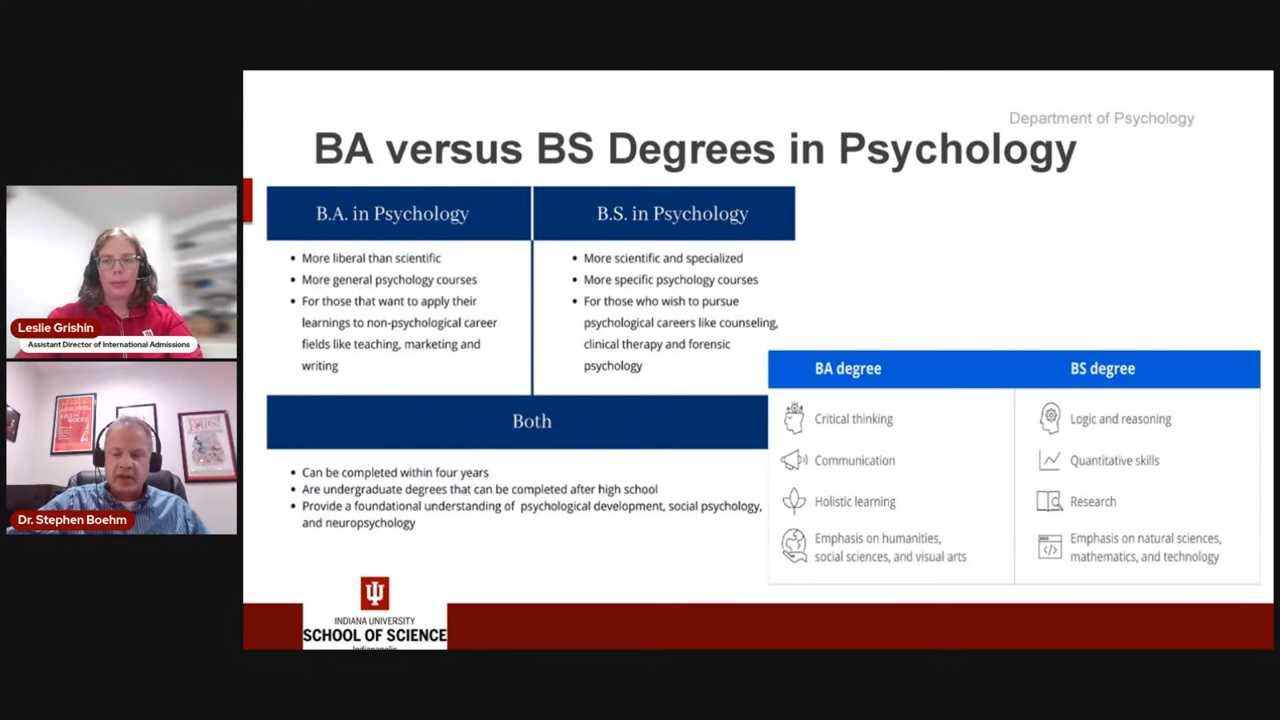 Department of Psychology
BA versus BS Degrees in Psychology
B.A. in Psychology
B.S. in Psychology
• More liberal than scientific
• More general psychology courses
• For those that want to apply their
learnings to non-psychological career
fields like teaching, marketing and
writing
• More scientific and specialized
• More specific psychology courses
• For those who wish to pursue
psychological careers like counseling,
clinical therapy and forensic
psychology
Both
• Can be completed within four years
• Are undergraduate degrees that can be completed after high school
• Provide a foundational understanding of psychological development, social psychology,
and neuropsychology
BA degree
BS degree
Critical thinking
Logic and reasoning
Communication
Quantitative skills
Holistic learning
Research
Emphasis on humanities,
social sciences, and visual arts
Emphasis on natural sciences,
mathematics, and technology
INDIANA UNIVERSITY
SCHOOL OF SCIENCE
Indianapolis
Leslie Grishin
Assistant Director of International Admissions
Dr. Stephen Boehm